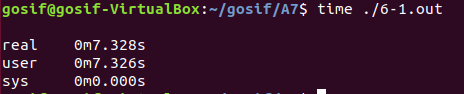 gosif@gosif-VirtualBox:~/gosif/A7$ time ./6-1.out
real 0m7.328s
user 0m7.326s
sys 0m0.000s